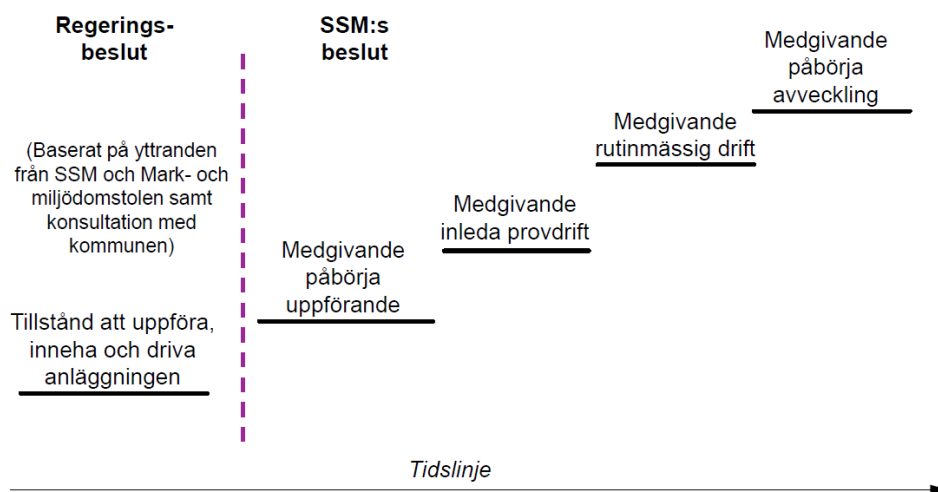 Regerings-
beslut
(Baserat på yttranden
från SSM och Mark- och
miljödomstolen samt
konsultation med
kommunen)
Tillstånd att uppföra,
inneha och driva
anläggningen
SSM:s
beslut
Medgivande
påbörja
uppförande
Medgivande
inleda provdrift
Medgivande
rutinmässig drift
Medgivande
påbörja
avveckling
Tidslinje